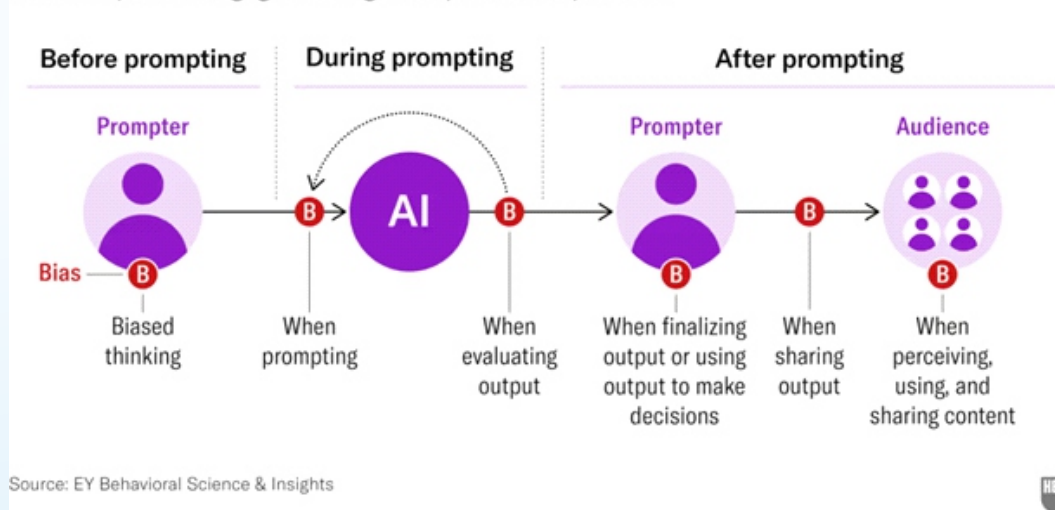 Before prompting
During prompting
After prompting
Prompter
Prompter
Audience
B
AI
B
B
Bias
B
B
B
Biased
thinking
When
prompting
When
evaluating
output
When finalizing
output or using
output to make
decisions
When
sharing
output
When
perceiving,
using, and
sharing content
Source: EY Behavioral Science & Insights